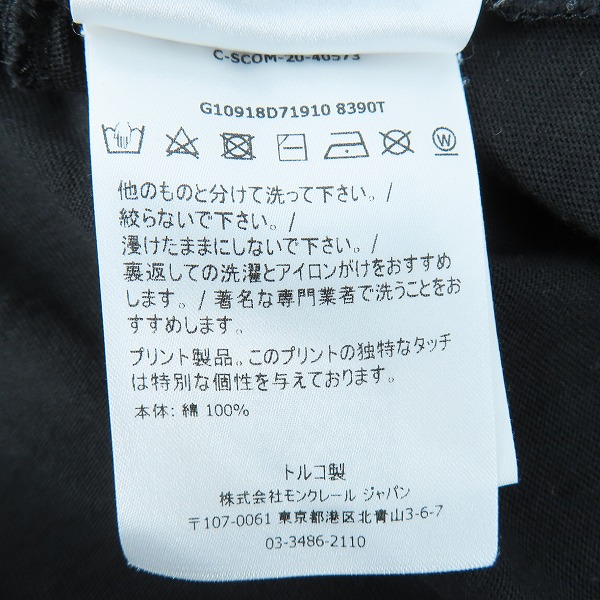 C-SCOM-20-40573
G10918D71910 8390T
他のものと分けて洗って下さい。/
絞らないで下さい。/
浸けたままにしないで下さい。/
裏返しての洗濯とアイロンがけをおすすめ
します。/ 著名な専門業者で洗うことをお
すすめします。
プリント製品。このプリントの独特なタッチ
は特別な個性を与えております。
本体: 綿 100%
トルコ製
株式会社モンクレール ジャパン
〒107-0061 東京都港区北青山3-6-7
03-3486-2110